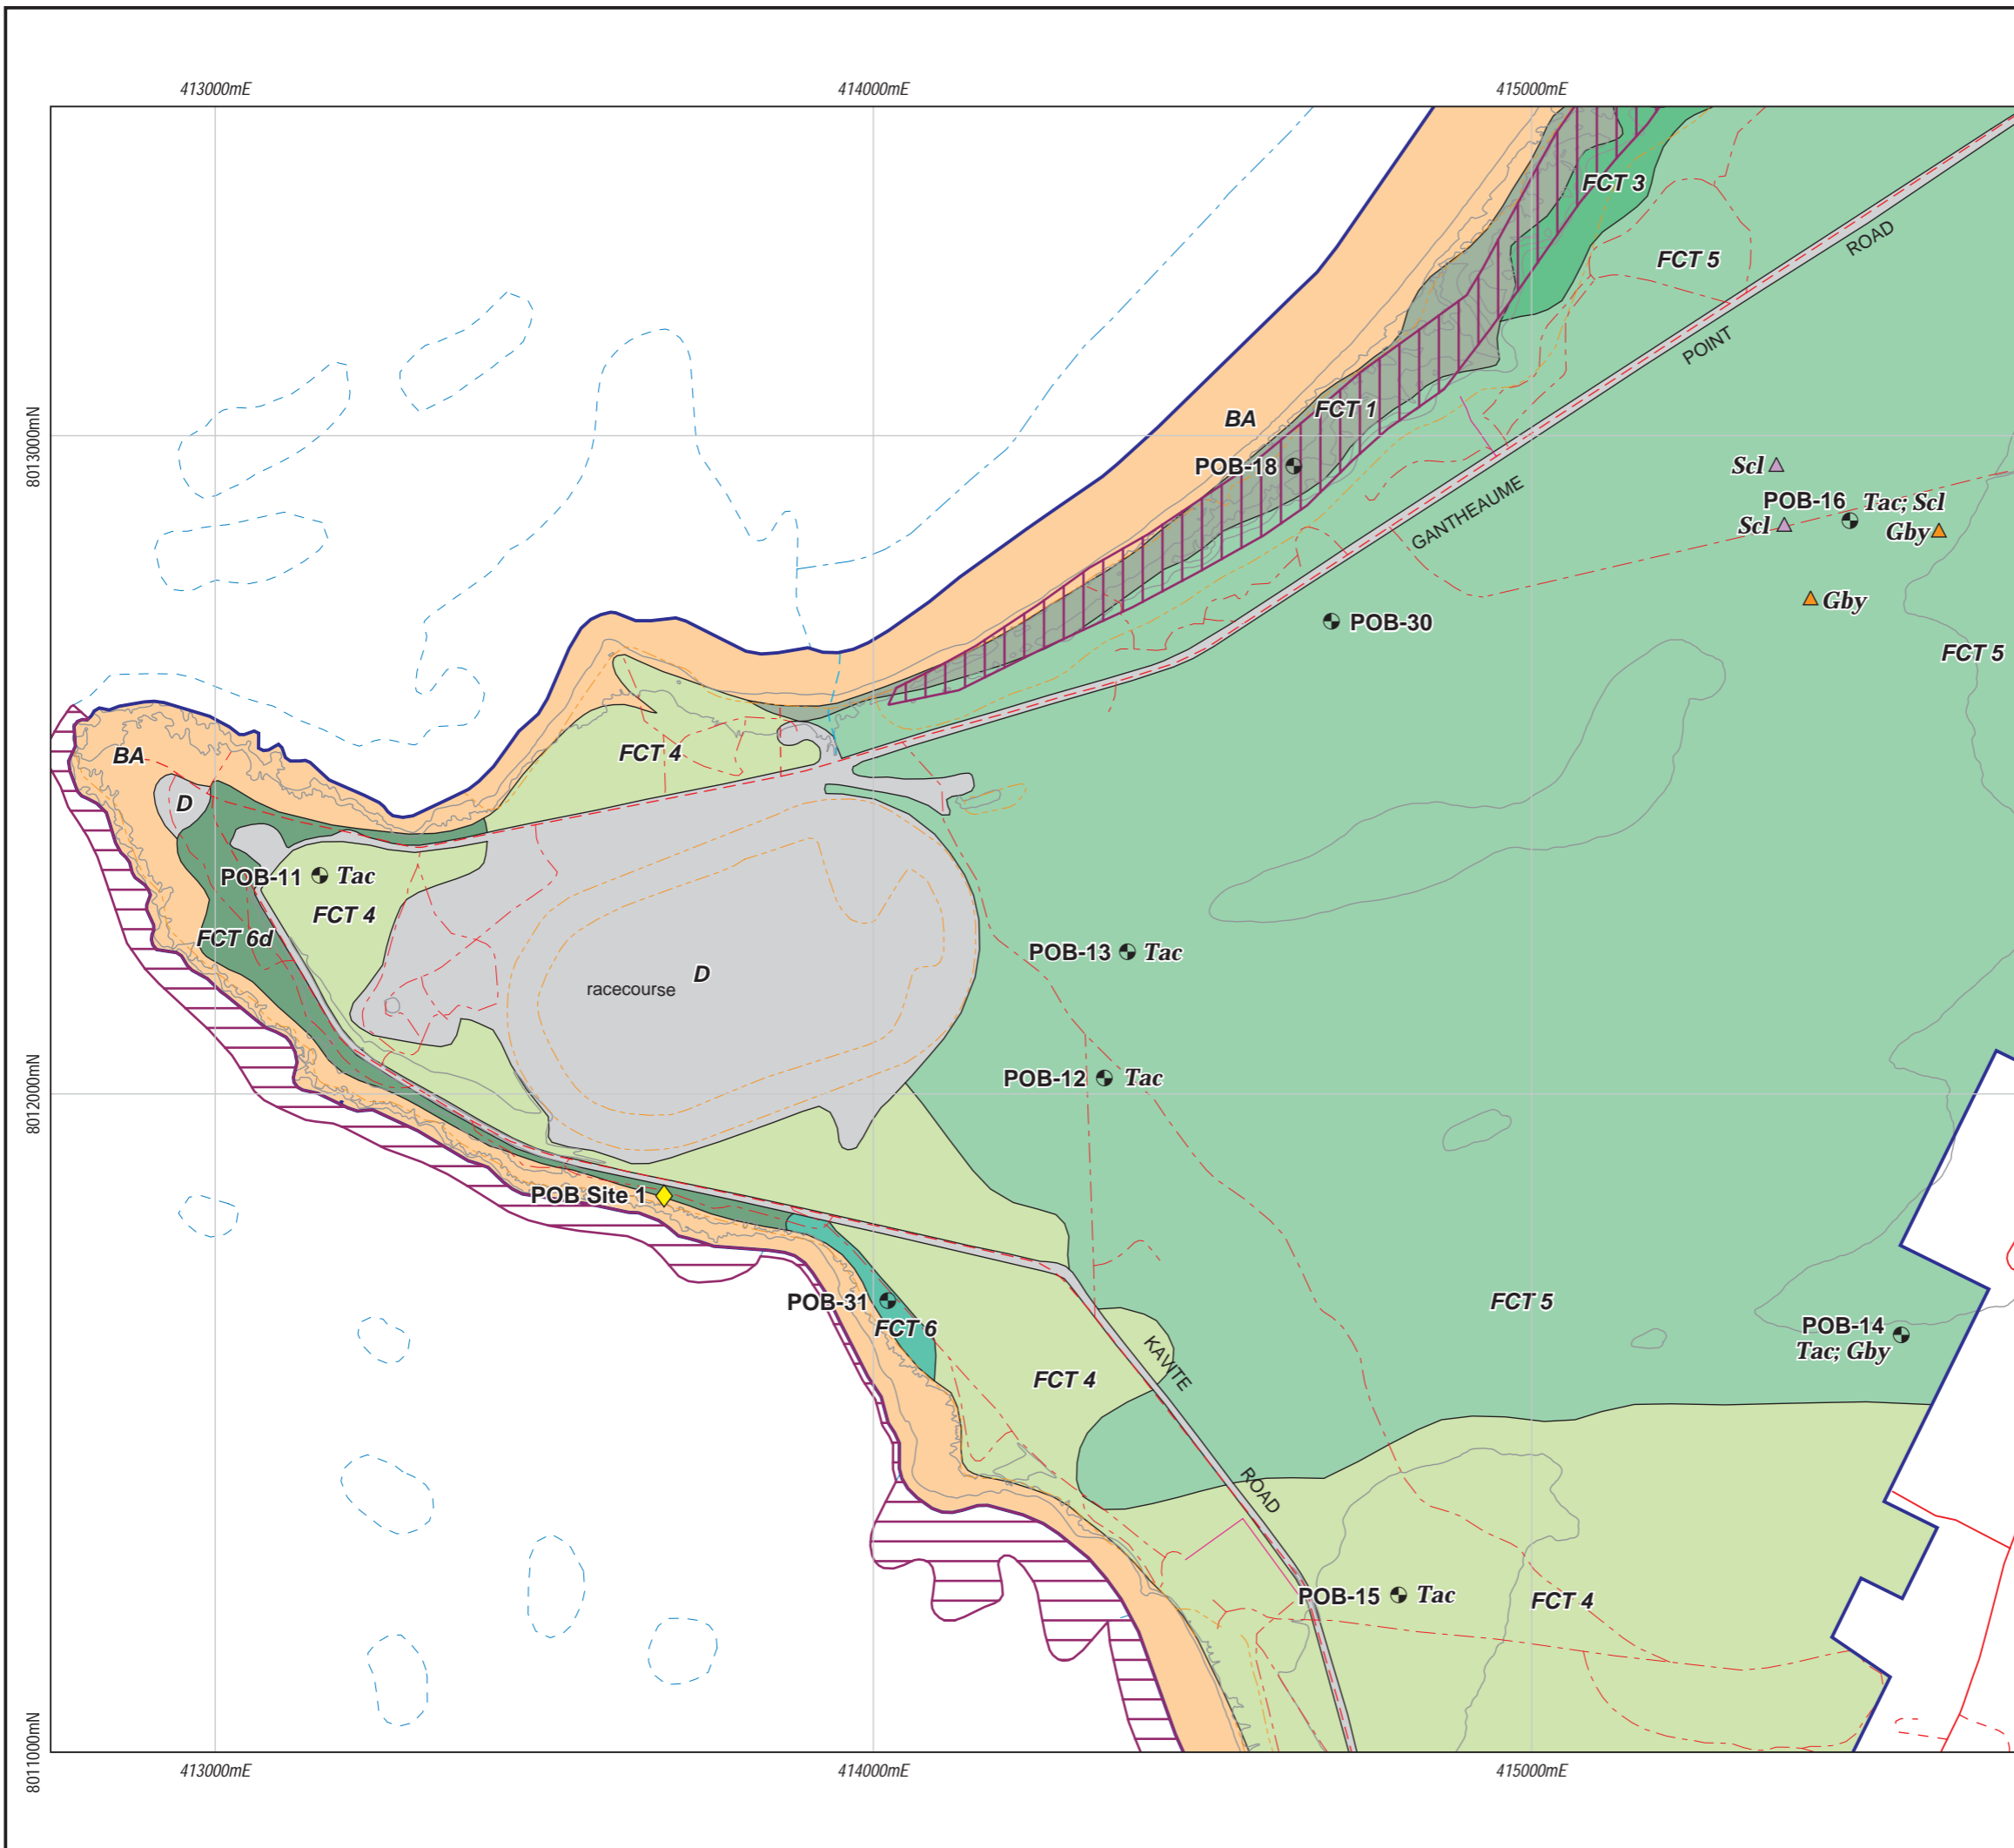 413000mE
414000mE
415000mE
FCT 3
ROAD
FCT 5
POINT
8013000mN
FCT 1
BA
POB-18
Scl
POB-16
Tac; Scl
GANTHEAUME
Scl
Gby
Gby
POB-30
FCT 5
FCT 4
BA
D
POB-11
Tac
FCT 4
FCT 6d
POB-13
Tac
D
racecourse
POB-12
Tac
8012000mN
POB Site 1
POB-31
FCT 5
FCT 6
POB-14
Tac; Gby
KAVITE
FCT 4
ROAD
POB-15
Tac
FCT 4
8011000mN
413000mE
414000mE
415000mE